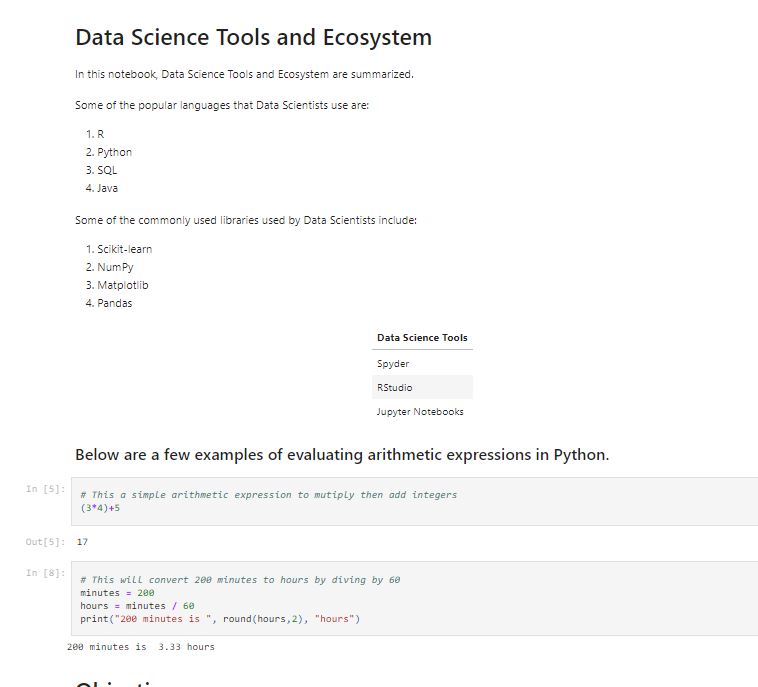 Data Science Tools and Ecosystem
In this notebook, Data Science Tools and Ecosystem are summarized.
Some of the popular languages that Data Scientists use are:
1. R
2. Python
3. SQL
4. Java
Some of the commonly used libraries used by Data Scientists include:
1. Scikit-learn
2. NumPy
3. Matplotlib
4. Pandas
Data Science Tools
Spyder
RStudio
Jupyter Notebooks
Below are a few examples of evaluating arithmetic expressions in Python.
In [5]:
# This a simple arithmetic expression to mutiply then add integers
(3*4)+5
Out[5]: 17
In [8]:
# This will convert 200 minutes to hours by diving by 60
minutes = 200
hours = minutes / 60
print("200 minutes is ", round(hours,2), "hours")
200 minutes is  3.33 hours